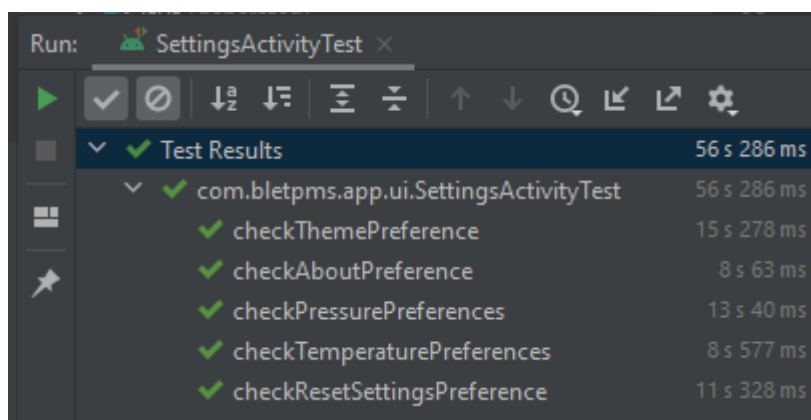 Run: SettingsActivityTest
Test Results 56 s 286 ms
com.bletpms.app.ui.SettingsActivityTest 56 s 286 ms
checkThemePreference 15 s 278 ms
checkAboutPreference 8 s 63 ms
checkPressurePreferences 13 s 40 ms
checkTemperaturePreferences 8 s 577 ms
checkResetSettingsPreference 11 s 328 ms